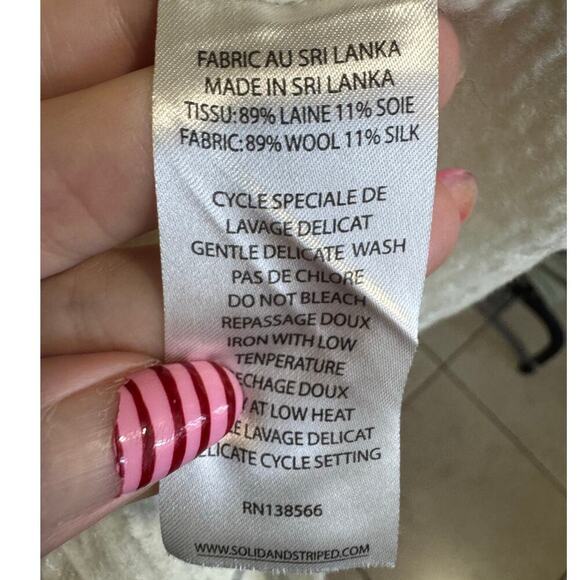 FABRIC AU SRI LANKA
MADE IN SRI LANKA
TISSU: 89% LAINE 11% SOIE
FABRIC: 89% WOOL 11% SILK
CYCLE SPECIALE DE
LAVAGE DELICAT
GENTLE DELICATE WASH
PAS DE CHLORE
DO NOT BLEACH
REPASSAGE DOUX
IRON WITH LOW
TENPERATURE
DOUX
AT LOW HEAT
LAVAGE DELICAT
CYCLE SETTING
RN138566
WWW.SOLIDANDSTRIPED.COM